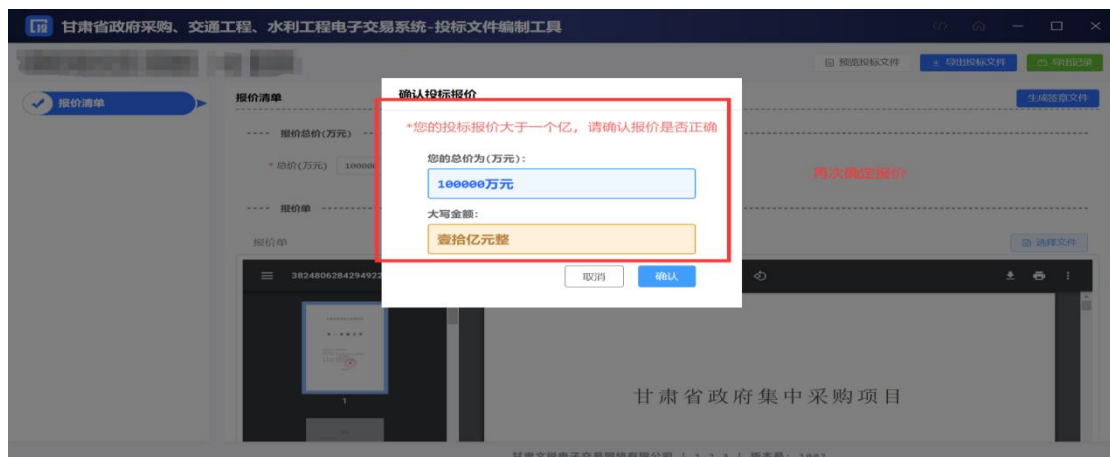 甘肃省政府采购、交通工程、水利工程电子交易系统-投标文件编制工具
预览投标文件
导出投标文件
导出记录
报价清单
报价清单
生成签章文件
确认投标报价
*您的投标报价大于一个亿，请确认报价是否正确
---- 报价总价(万元)
您的总价为(万元):
* 总价(万元) 100000
再次确定报价
100000万元
---- 报价单
大写金额:
壹拾亿元整
报价单
选择文件
取消
确认
3824806284294922
1
甘肃省政府集中采购项目